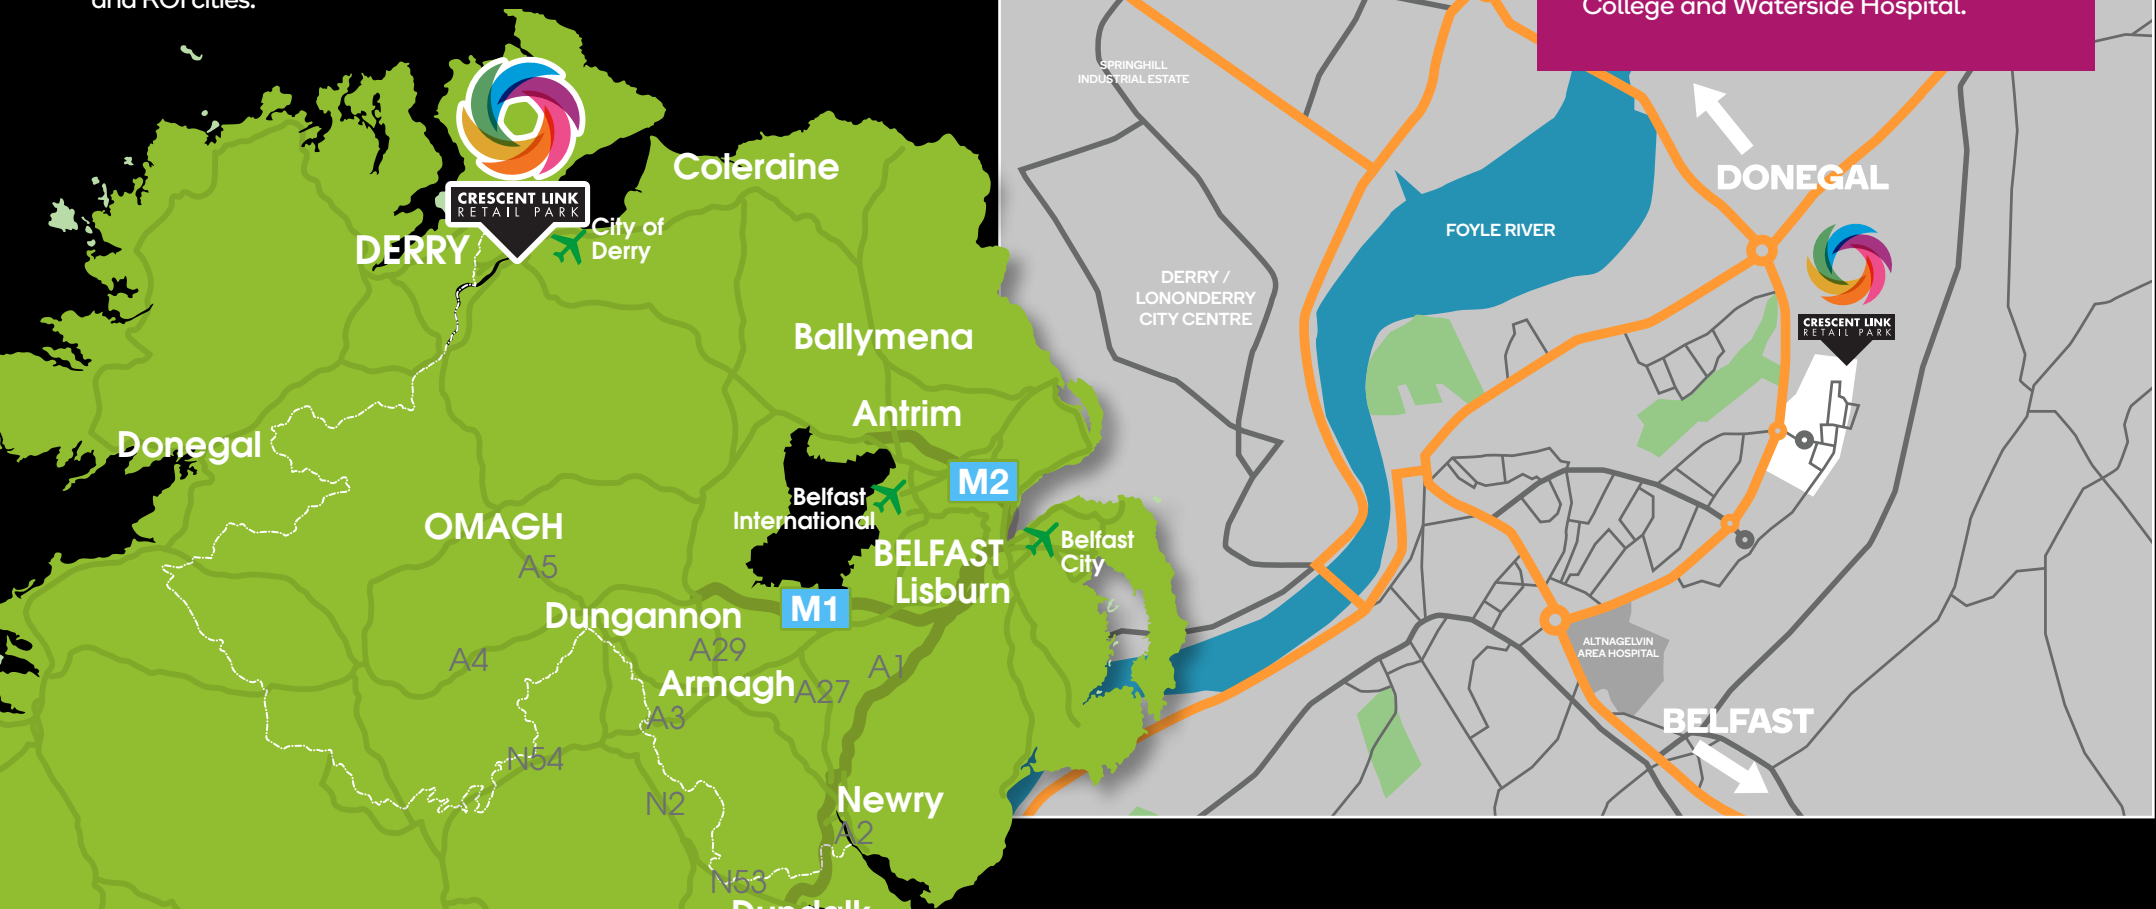 and ROI cities.
CRESCENT LINK
RETAIL PARK
Coleraine
City of
Derry
DERRY
Ballymena
Antrim
Donegal
M2
Belfast
International
OMAGH
Belfast
City
BELFAST
A5
Lisburn
Dungannon
M1
A29
A4
A1
Armagh
A27
A3
N54
N2
Newry
A2
N53
Dundalk
College and Waterside Hospital.
SPRINGHILL
INDUSTRIAL ESTATE
DONEGAL
FOYLE RIVER
DERRY /
LONONDERRY
CITY CENTRE
CRESCENT LINK
RETAIL PARK
ALTNAGELVIN
AREA HOSPITAL
BELFAST